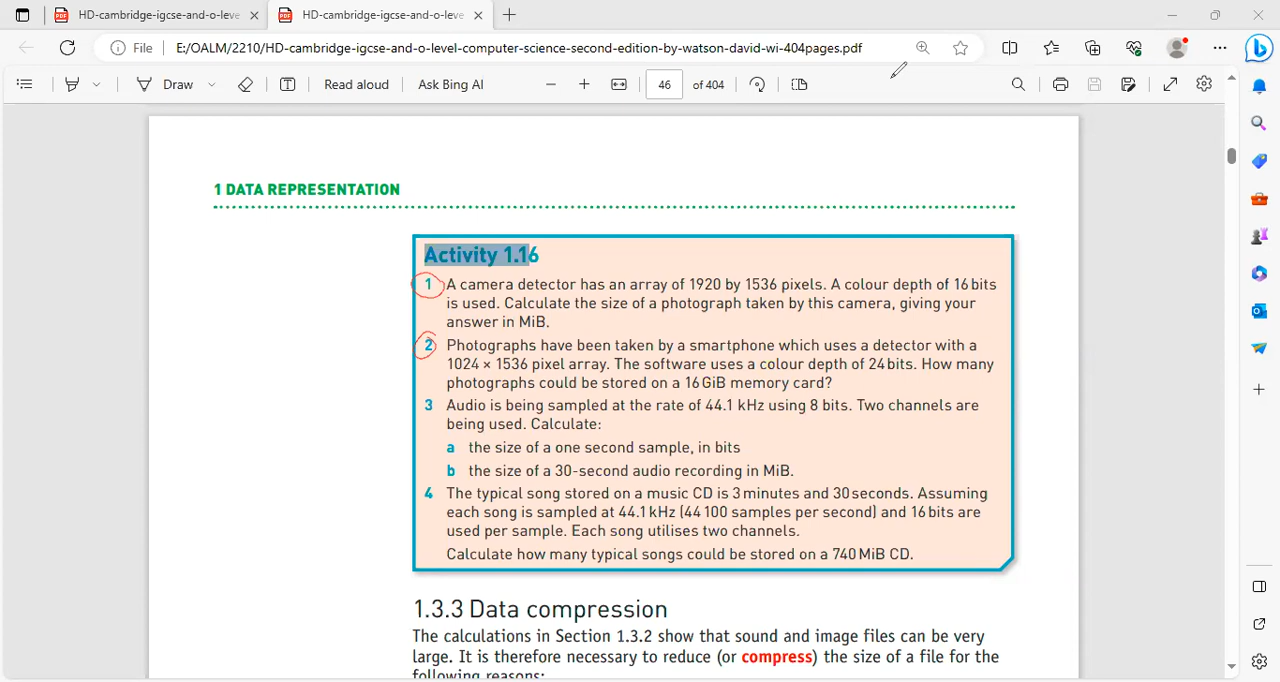 HD-cambridge-igcse-and-o-leve
HD-cambridge-igcse-and-o-leve
File E:/OALM/2210/HD-cambridge-igcse-and-o-level-computer-science-second-edition-by-watson-david-wi-404pages.pdf
Draw Read aloud Ask Bing AI 46 of 404
1 DATA REPRESENTATION
Activity 1.16
1 A camera detector has an array of 1920 by 1536 pixels. A colour depth of 16 bits
is used. Calculate the size of a photograph taken by this camera, giving your
answer in MiB.
2 Photographs have been taken by a smartphone which uses a detector with a
1024 × 1536 pixel array. The software uses a colour depth of 24 bits. How many
photographs could be stored on a 16 GiB memory card?
3 Audio is being sampled at the rate of 44.1 kHz using 8 bits. Two channels are
being used. Calculate:
a the size of a one second sample, in bits
b the size of a 30-second audio recording in MiB.
4 The typical song stored on a music CD is 3 minutes and 30 seconds. Assuming
each song is sampled at 44.1 kHz (44 100 samples per second) and 16 bits are
used per sample. Each song utilises two channels.
Calculate how many typical songs could be stored on a 740 MiB CD.
1.3.3 Data compression
The calculations in Section 1.3.2 show that sound and image files can be very
large. It is therefore necessary to reduce (or compress) the size of a file for the
following reasons: